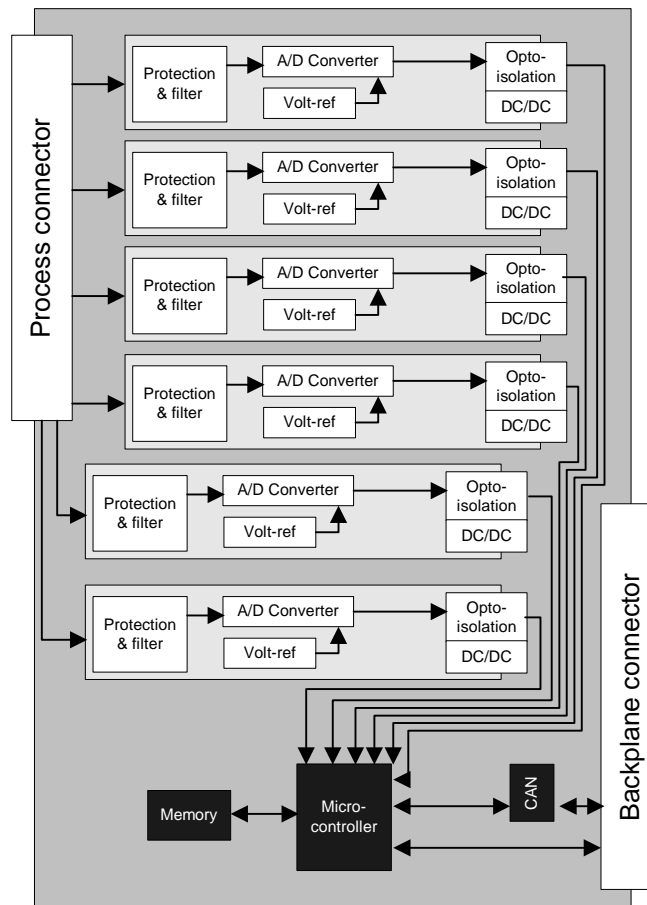 Process connector
Protection
& filter
A/D Converter
Volt-ref
Opto-
isolation
DC/DC
Protection
& filter
A/D Converter
Volt-ref
Opto-
isolation
DC/DC
Protection
& filter
A/D Converter
Volt-ref
Opto-
isolation
DC/DC
Protection
& filter
A/D Converter
Volt-ref
Opto-
isolation
DC/DC
Protection
& filter
A/D Converter
Volt-ref
Opto-
isolation
DC/DC
Protection
& filter
A/D Converter
Volt-ref
Opto-
isolation
DC/DC
Backplane connector
Memory
Micro-
controller
CAN